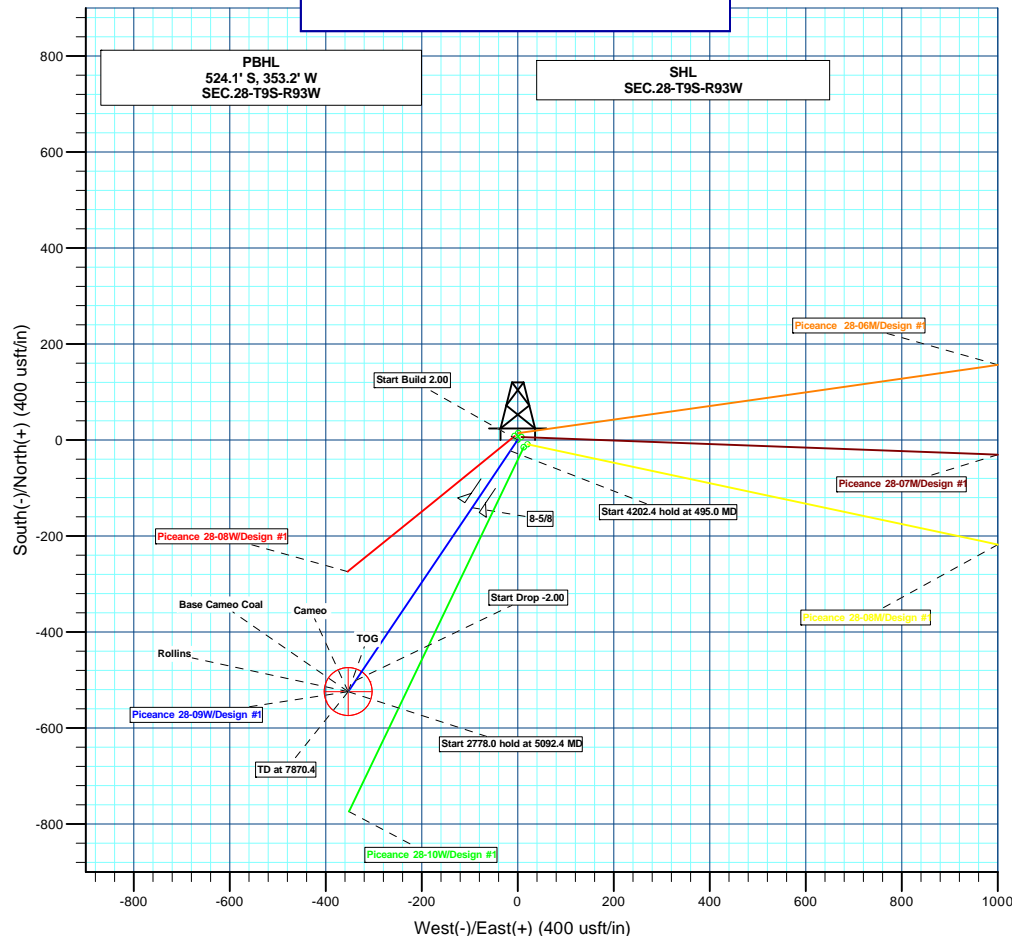 PBHL
524.1' S, 353.2' W
SEC.28-T9S-R93W
SHL
SEC.28-T9S-R93W
800
600
400
200
0
-200
-400
-600
-800
South(-)/North(+) (400 usft/in)
Piceance 28-06M/Design #1
Start Build 2.00
Piceance 28-07M/Design #1
Start 4202.4 hold at 495.0 MD
8-5/8
Piceance 28-08W/Design #1
Start Drop -2.00
Base Cameo Coal
Cameo
Piceance 28-08M/Design #1
TOG
Rollins
Piceance 28-09W/Design #1
Start 2778.0 hold at 5092.4 MD
TD at 7870.4
Piceance 28-10W/Design #1
-800
-600
-400
-200
0
200
400
600
800
1000
West(-)/East(+) (400 usft/in)